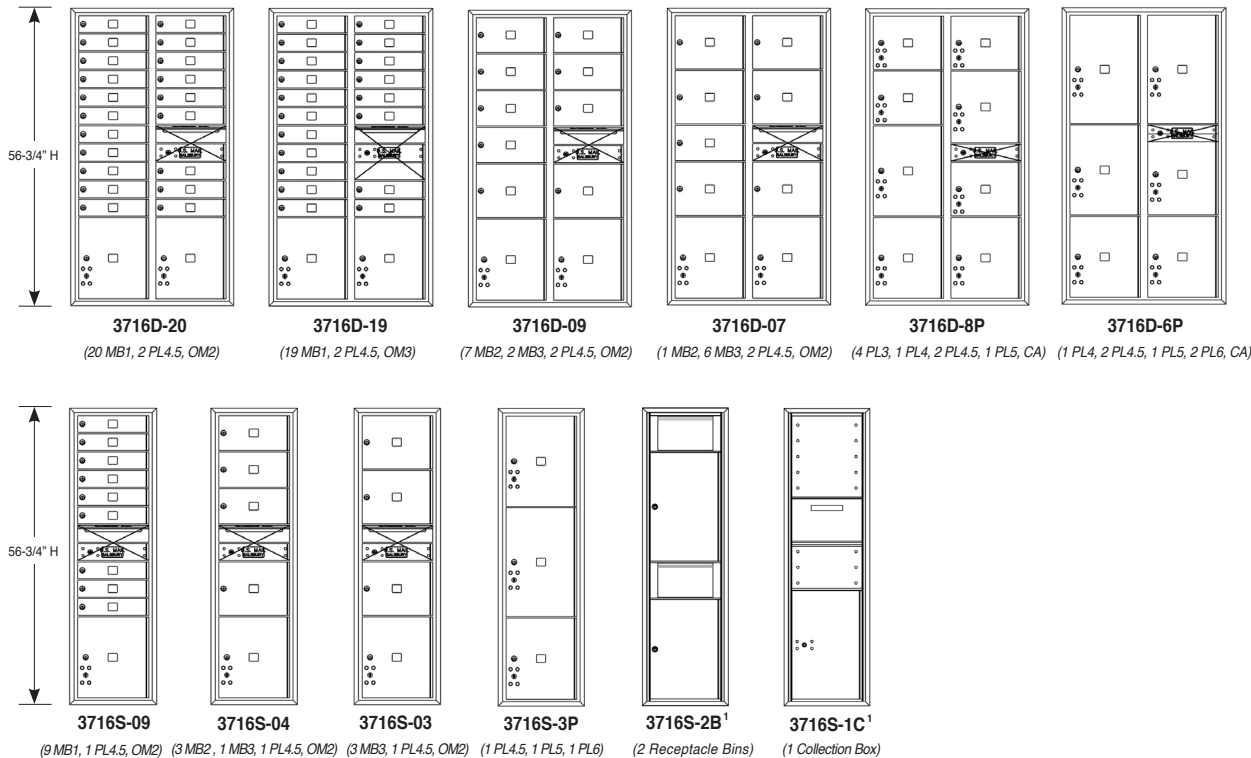 56-3/4" H
3716D-20 3716D-19 3716D-09 3716D-07 3716D-8P 3716D-6P
(20 MB1, 2 PL4.5, OM2) (19 MB1, 2 PL4.5, OM3) (7 MB2, 2 MB3, 2 PL4.5, OM2) (1 MB2, 6 MB3, 2 PL4.5, OM2) (4 PL3, 1 PL4, 2 PL4.5, 1 PL5, CA) (1 PL4, 2 PL4.5, 1 PL5, 2 PL6, CA)
56-3/4" H
3716S-09 3716S-04 3716S-03 3716S-3P 3716S-2B¹ 3716S-1C¹
(9 MB1, 1 PL4.5, OM2) (3 MB2 , 1 MB3, 1 PL4.5, OM2) (3 MB3, 1 PL4.5, OM2) (1 PL4.5, 1 PL5, 1 PL6) (2 Receptacle Bins) (1 Collection Box)